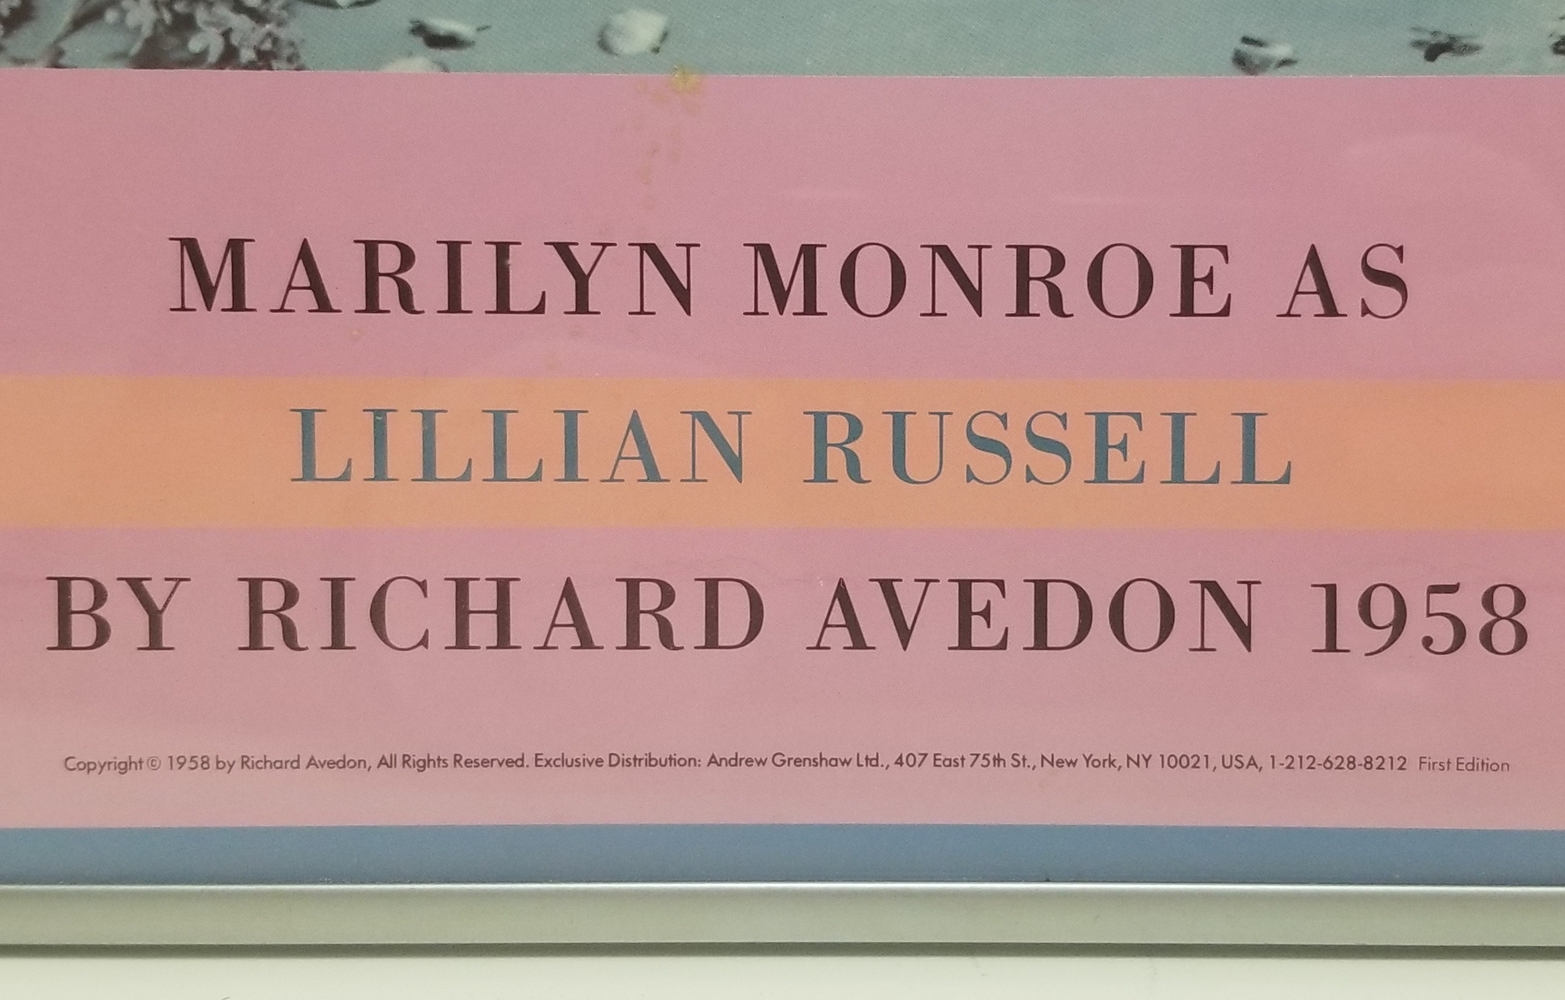 MARILYN MONROE AS
LILLIAN RUSSELL
BY RICHARD AVEDON 1958
Copyright © 1958 by Richard Avedon, All Rights Reserved. Exclusive Distribution: Andrew Grenshaw Ltd., 407 East 75th St., New York, NY 10021, USA, 1-212-628-8212 First Edition